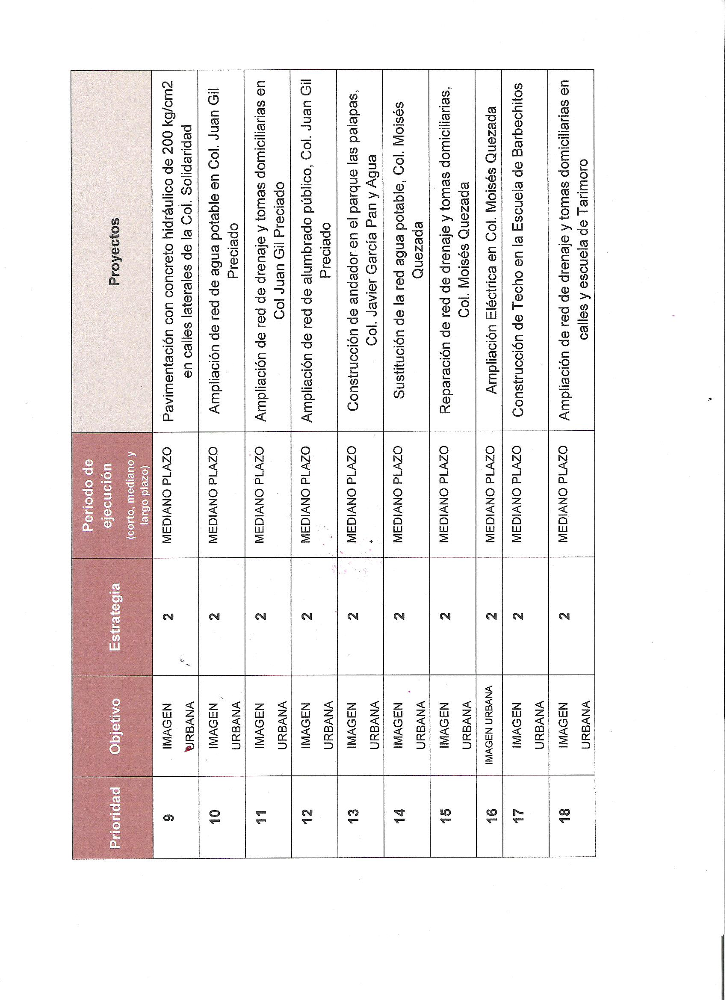 Prioridad Objetivo Estrategia Periodo de
ejecución
(corto, mediano y
largo plazo) Proyectos
9 IMAGEN
URBANA 2 MEDIANO PLAZO Pavimentación con concreto hidráulico de 200 kg/cm2
en calles laterales de la Col. Solidaridad
10 IMAGEN
URBANA 2 MEDIANO PLAZO Ampliación de red de agua potable en Col. Juan Gil
Preciado
11 IMAGEN
URBANA 2 MEDIANO PLAZO Ampliación de red de drenaje y tomas domiciliarias en
Col Juan Gil Preciado
12 IMAGEN
URBANA 2 MEDIANO PLAZO Ampliación de red de alumbrado público, Col. Juan Gil
Preciado
13 IMAGEN
URBANA 2 MEDIANO PLAZO Construcción de andador en el parque las palapas,
Col. Javier García Pan y Agua
14 IMAGEN
URBANA 2 MEDIANO PLAZO Sustitución de la red agua potable, Col. Moisés
Quezada
15 IMAGEN
URBANA 2 MEDIANO PLAZO Reparación de red de drenaje y tomas domiciliarias,
Col. Moisés Quezada
16 IMAGEN URBANA 2 MEDIANO PLAZO Ampliación Eléctrica en Col. Moisés Quezada
17 IMAGEN
URBANA 2 MEDIANO PLAZO Construcción de Techo en la Escuela de Barbechitos
18 IMAGEN
URBANA 2 MEDIANO PLAZO Ampliación de red de drenaje y tomas domiciliarias en
calles y escuela de Tarimoro